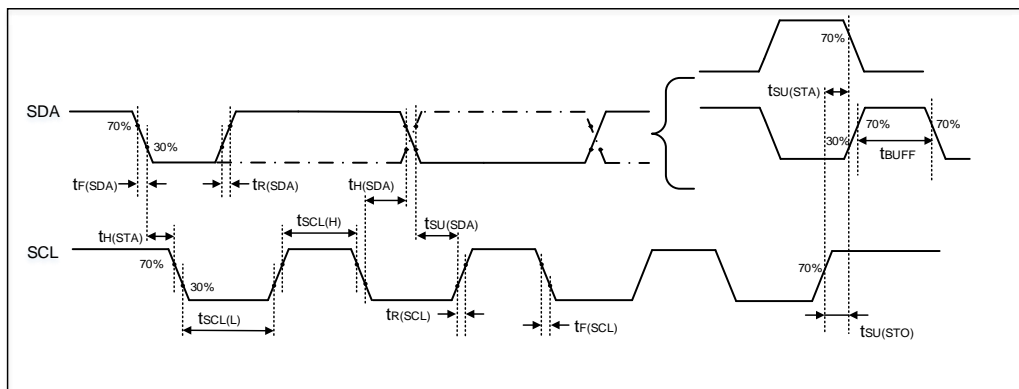 70%
tSU(STA)
SDA
70%
30%
30%
70%
70%
tBUFF
tF(SDA)
tR(SDA)
tH(SDA)
tSCL(H)
tSU(SDA)
tH(STA)
SCL
70%
30%
70%
tSCL(L)
tR(SCL)
tF(SCL)
tSU(STO)